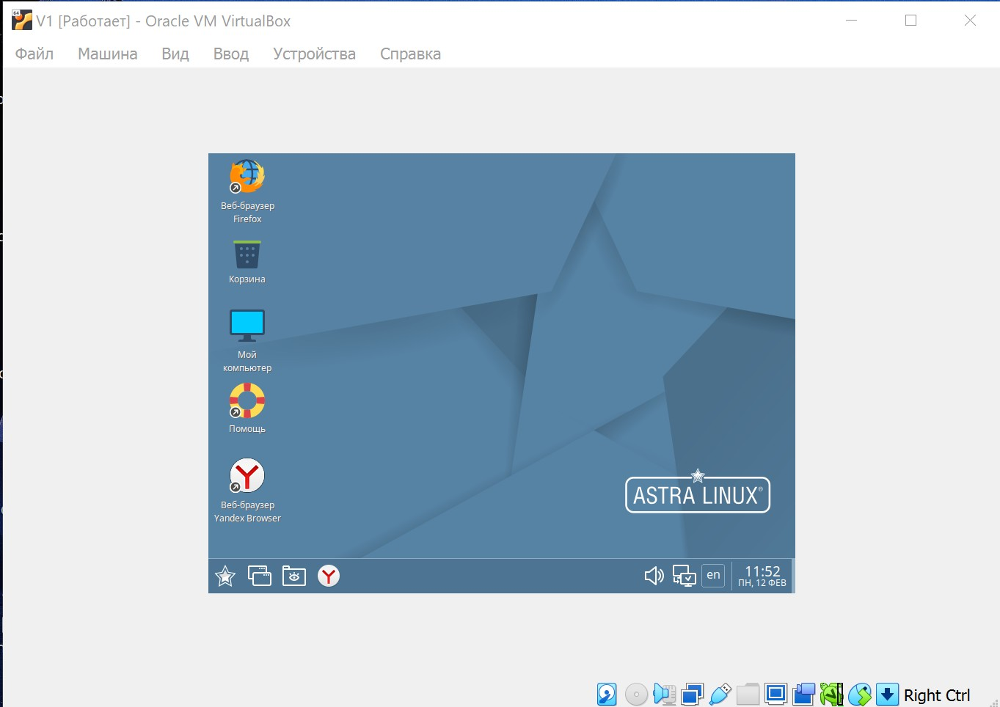 64
V1 [Работает] - Oracle VM VirtualBox
Файл Машина Вид Ввод Устройства Справка
Веб-браузер
Firefox
Корзина
Мой
компьютер
Помощь
Веб-браузер
Yandex Browser
ASTRA LINUX®
en
11:52
ПН, 12 ФЕВ
Right Ctrl